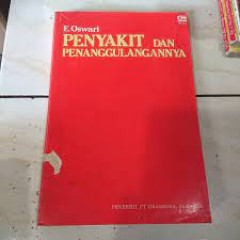 E. Oswari
PENYAKIT DAN
PENANGGULANGANNYA
PENERBIT PT GRAMEDIA,